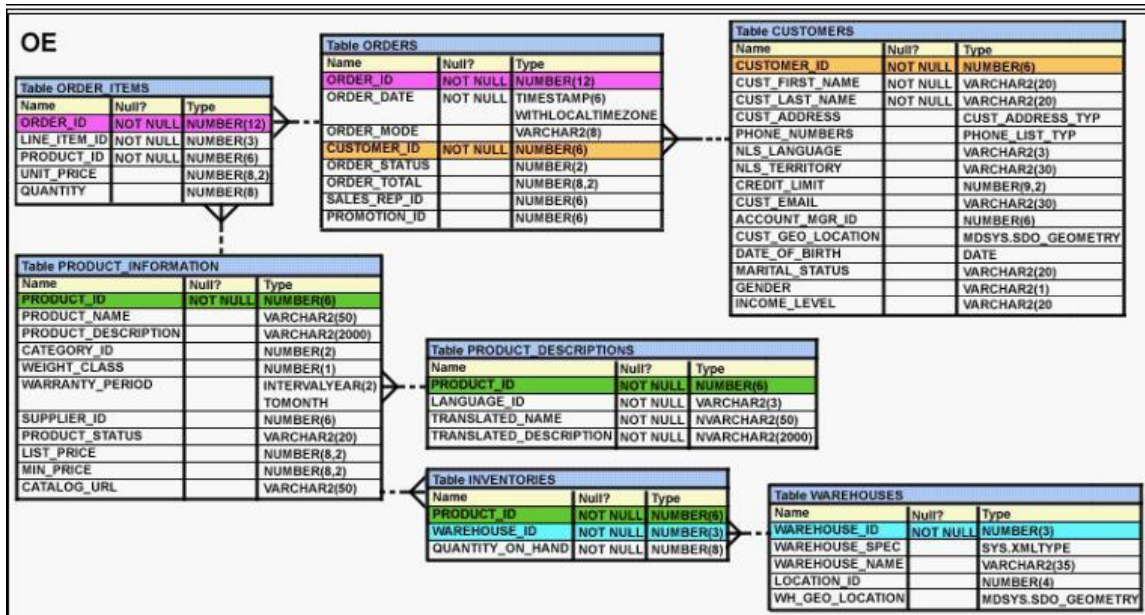 OE
Table ORDER_ITEMS
Name Null? Type
ORDER_ID NOT NULL NUMBER(12)
LINE_ITEM_ID NOT NULL NUMBER(3)
PRODUCT_ID NOT NULL NUMBER(6)
UNIT_PRICE NUMBER(8,2)
QUANTITY NUMBER(8)
Table ORDERS
Name Null? Type
ORDER_ID NOT NULL NUMBER(12)
ORDER_DATE NOT NULL TIMESTAMP(6)
WITHLOCALTIMEZONE
ORDER_MODE VARCHAR2(8)
CUSTOMER_ID NOT NULL NUMBER(6)
ORDER_STATUS NUMBER(2)
ORDER_TOTAL NUMBER(8,2)
SALES_REP_ID NUMBER(6)
PROMOTION_ID NUMBER(6)
Table CUSTOMERS
Name Null? Type
CUSTOMER_ID NOT NULL NUMBER(6)
CUST_FIRST_NAME NOT NULL VARCHAR2(20)
CUST_LAST_NAME NOT NULL VARCHAR2(20)
CUST_ADDRESS CUST_ADDRESS_TYP
PHONE_NUMBERS PHONE_LIST_TYP
NLS_LANGUAGE VARCHAR2(3)
NLS_TERRITORY VARCHAR2(30)
CREDIT_LIMIT NUMBER(9,2)
CUST_EMAIL VARCHAR2(30)
ACCOUNT_MGR_ID NUMBER(6)
CUST_GEO_LOCATION MDSYS.SDO_GEOMETRY
DATE_OF_BIRTH DATE
MARITAL_STATUS VARCHAR2(20)
GENDER VARCHAR2(1)
INCOME_LEVEL VARCHAR2(20
Table PRODUCT_INFORMATION
Name Null? Type
PRODUCT_ID NOT NULL NUMBER(6)
PRODUCT_NAME VARCHAR2(50)
PRODUCT_DESCRIPTION VARCHAR2(2000)
CATEGORY_ID NUMBER(2)
WEIGHT_CLASS NUMBER(1)
WARRANTY_PERIOD INTERVALYEAR(2)
TOMONTH
SUPPLIER_ID NUMBER(6)
PRODUCT_STATUS VARCHAR2(20)
LIST_PRICE NUMBER(8,2)
MIN_PRICE NUMBER(8,2)
CATALOG_URL VARCHAR2(50)
Table PRODUCT_DESCRIPTIONS
Name Null? Type
PRODUCT_ID NOT NULL NUMBER(6)
LANGUAGE_ID NOT NULL VARCHAR2(3)
TRANSLATED_NAME NOT NULL NVARCHAR2(50)
TRANSLATED_DESCRIPTION NOT NULL NVARCHAR2(2000)
Table INVENTORIES
Name Null? Type
PRODUCT_ID NOT NULL NUMBER(6)
WAREHOUSE_ID NOT NULL NUMBER(3)
QUANTITY_ON_HAND NOT NULL NUMBER(8)
Table WAREHOUSES
Name Null? Type
WAREHOUSE_ID NOT NULL NUMBER(3)
WAREHOUSE_SPEC SYS.XMLTYPE
WAREHOUSE_NAME VARCHAR2(35)
LOCATION_ID NUMBER(4)
WH_GEO_LOCATION MDSYS.SDO_GEOMETRY